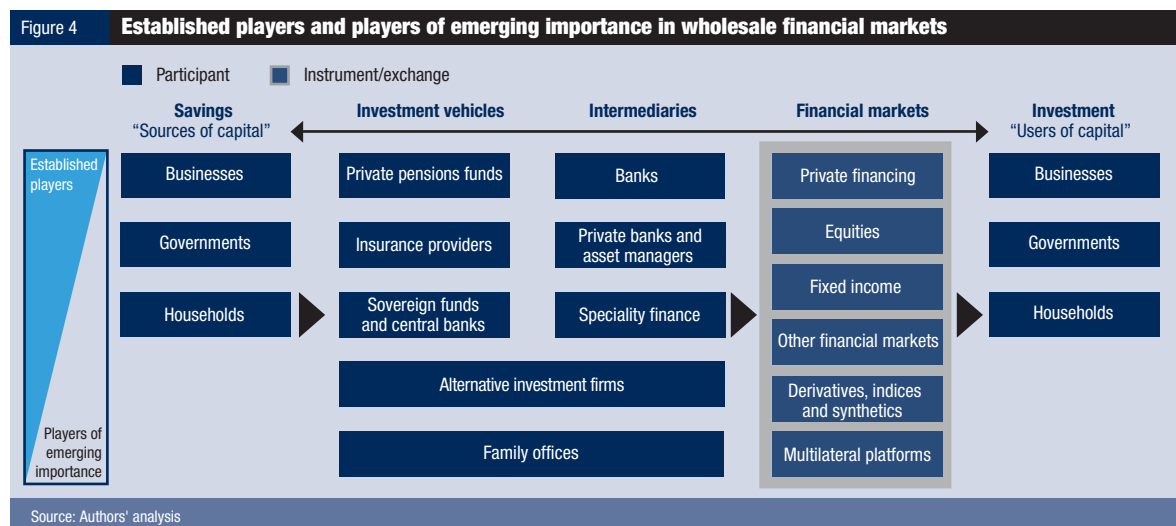 Figure 4
Established players and players of emerging importance in wholesale financial markets
Participant
Instrument/exchange
Savings
"Sources of capital"
Investment vehicles
Intermediaries
Financial markets
Investment
"Users of capital"
Established
players
Players of
emerging
importance
Businesses
Governments
Households
Private pensions funds
Insurance providers
Sovereign funds
and central banks
Banks
Private banks and
asset managers
Speciality finance
Alternative investment firms
Family offices
Private financing
Equities
Fixed income
Other financial markets
Derivatives, indices
and synthetics
Multilateral platforms
Businesses
Governments
Households
Source: Authors' analysis